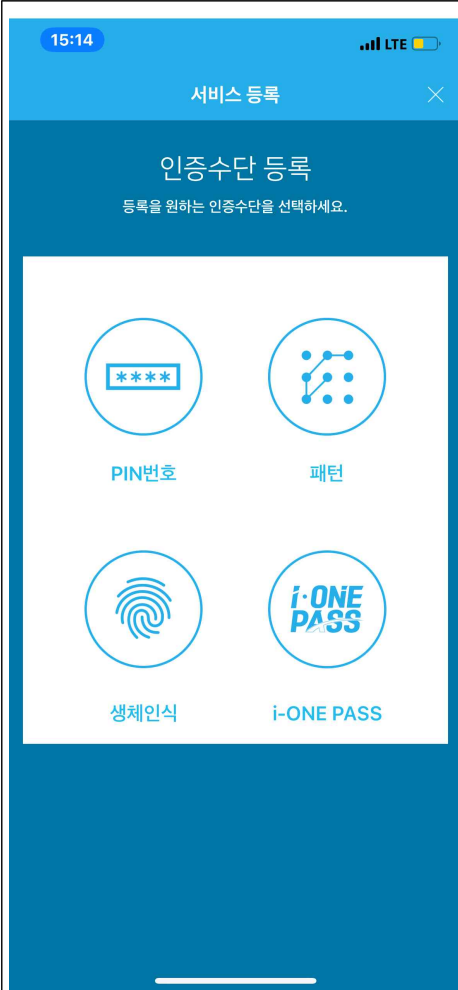 15:14
LTE
서비스 등록
인증수단 등록
등록을 원하는 인증수단을 선택하세요.
****
PIN번호
패턴
i·ONE
PASS
생체인식
i-ONE PASS